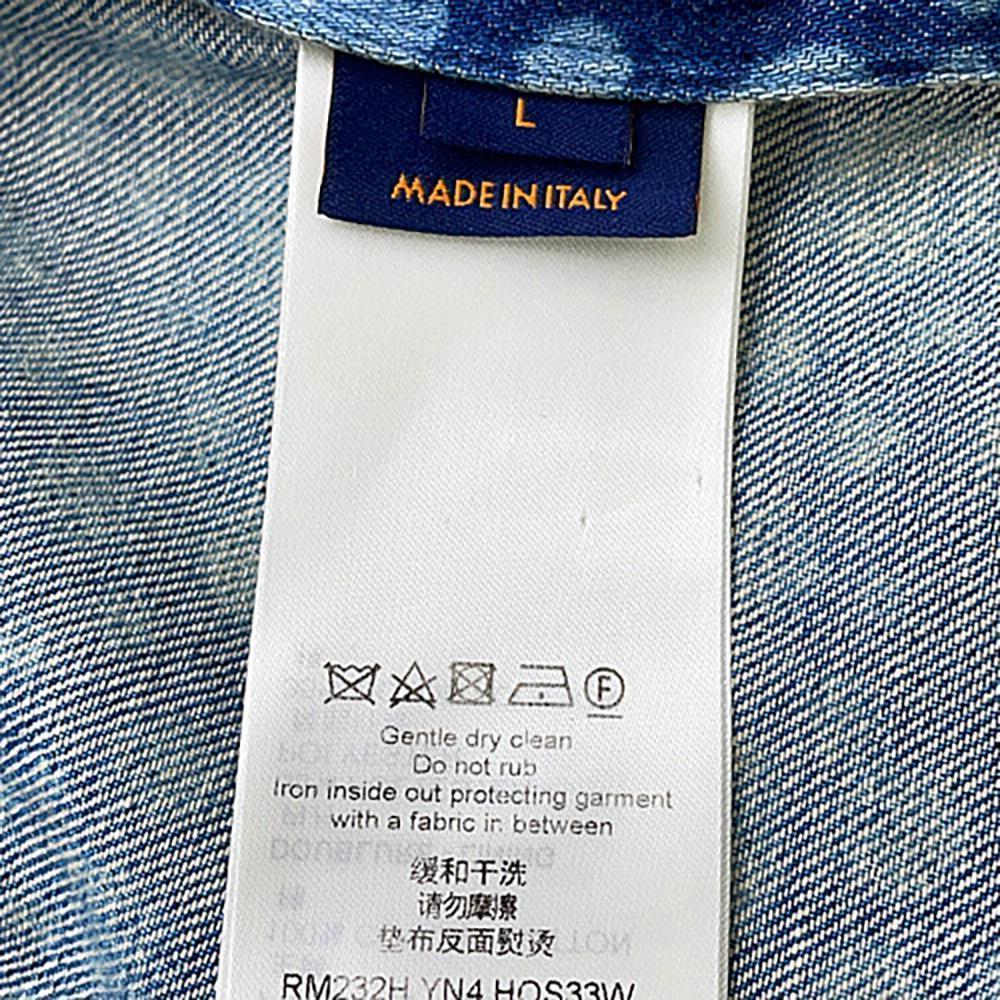 L
MADE IN ITALY
F
Gentle dry clean
Do not rub
Iron inside out protecting garment
with a fabric in between
缓和干洗
请勿摩擦
垫布反面熨烫
RM232H YN4 HOS33W